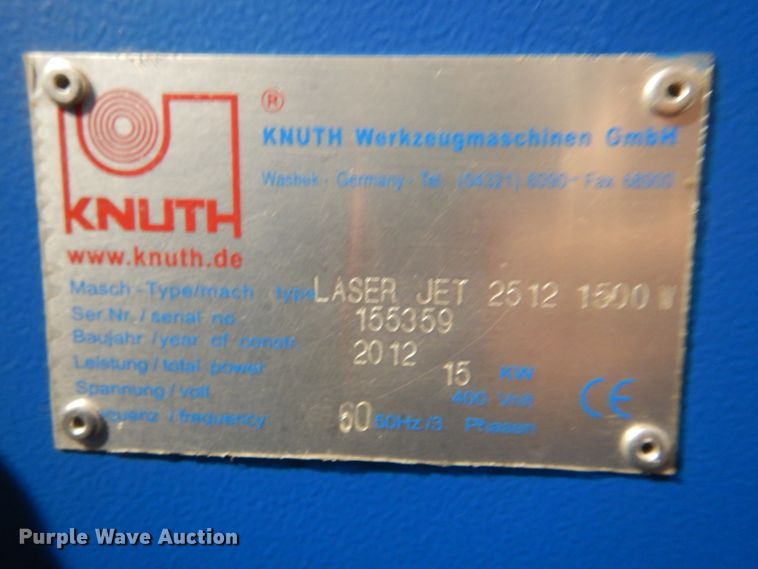 KNUTH
www.knuth.de
®
KNUTH Werkzeugmaschinen GmbH
Wasbek - Germany - Tel. (04321) 6090 - Fax 68900
Masch.-Type/mach. type LASER JET 2512 1500 W
Ser.Nr. / serial no. 155359
Baujahr / year of constr. 2012
Leistung / total power 15 KW
Spannung / volt. 400 Volt
/ frequency 60 50Hz/3 Phasen
CE
Purple Wave Auction